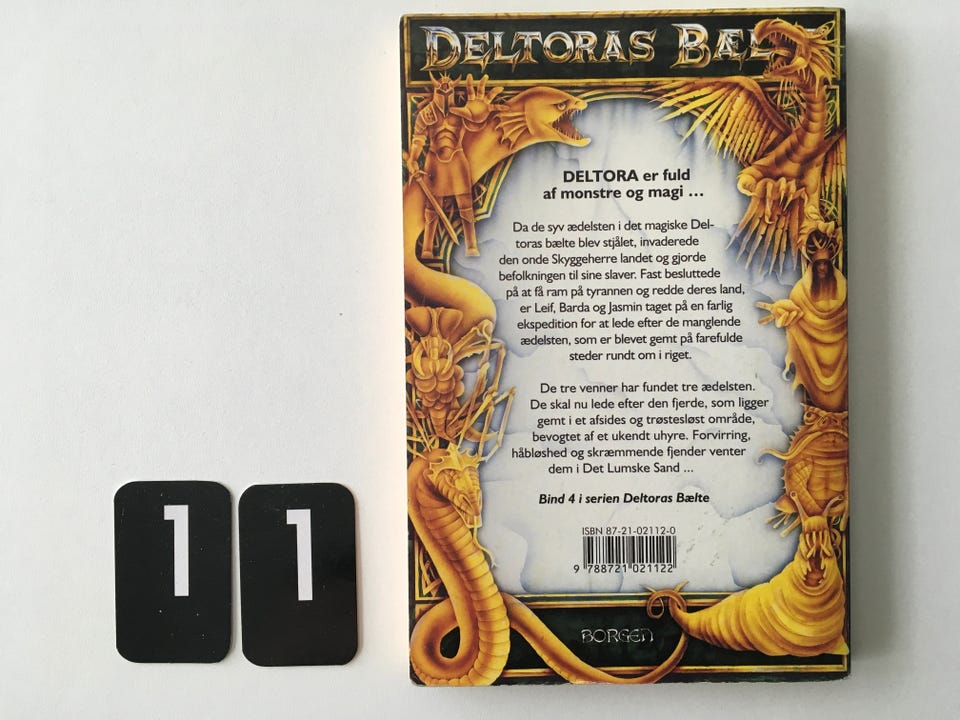 DELTORAS BÆL
DELTORA er fuld
af monstre og magi ...
Da de syv ædelsten i det magiske Del-
toras bælte blev stjålet, invaderede
den onde Skyggeherre landet og gjorde
befolkningen til sine slaver. Fast besluttede
på at få ram på tyrannen og redde deres land,
er Leif, Barda og Jasmin taget på en farlig
ekspedition for at lede efter de manglende
ædelsten, som er blevet gemt på farefulde
steder rundt om i riget.
De tre venner har fundet tre ædelsten.
De skal nu lede efter den fjerde, som ligger
gemt i et afsides og trøstesløst område,
bevogtet af et ukendt uhyre. Forvirring,
håbløshed og skræmmende fjender venter
dem i Det Lumske Sand ...
Bind 4 i serien Deltoras Bælte
ISBN 87-21-02112-0
9 788721 021122
BORGEN
1 1